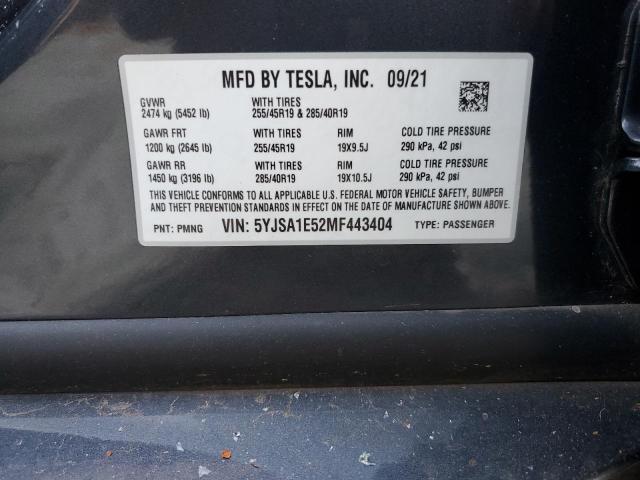 MFD BY TESLA, INC. 09/21
GVWR WITH TIRES
2474 kg (5452 lb) 255/45R19 & 285/40R19
GAWR FRT WITH TIRES RIM COLD TIRE PRESSURE
1200 kg (2645 lb) 255/45R19 19X9.5J 290 kPa, 42 psi
GAWR RR WITH TIRES RIM COLD TIRE PRESSURE
1450 kg (3196 lb) 285/40R19 19X10.5J 290 kPa, 42 psi
THIS VEHICLE CONFORMS TO ALL APPLICABLE U.S. FEDERAL MOTOR VEHICLE SAFETY, BUMPER
AND THEFT PREVENTION STANDARDS IN EFFECT ON THE DATE OF MANUFACTURE SHOWN ABOVE.
PNT: PMNG VIN: 5YJSA1E52MF443404 TYPE: PASSENGER